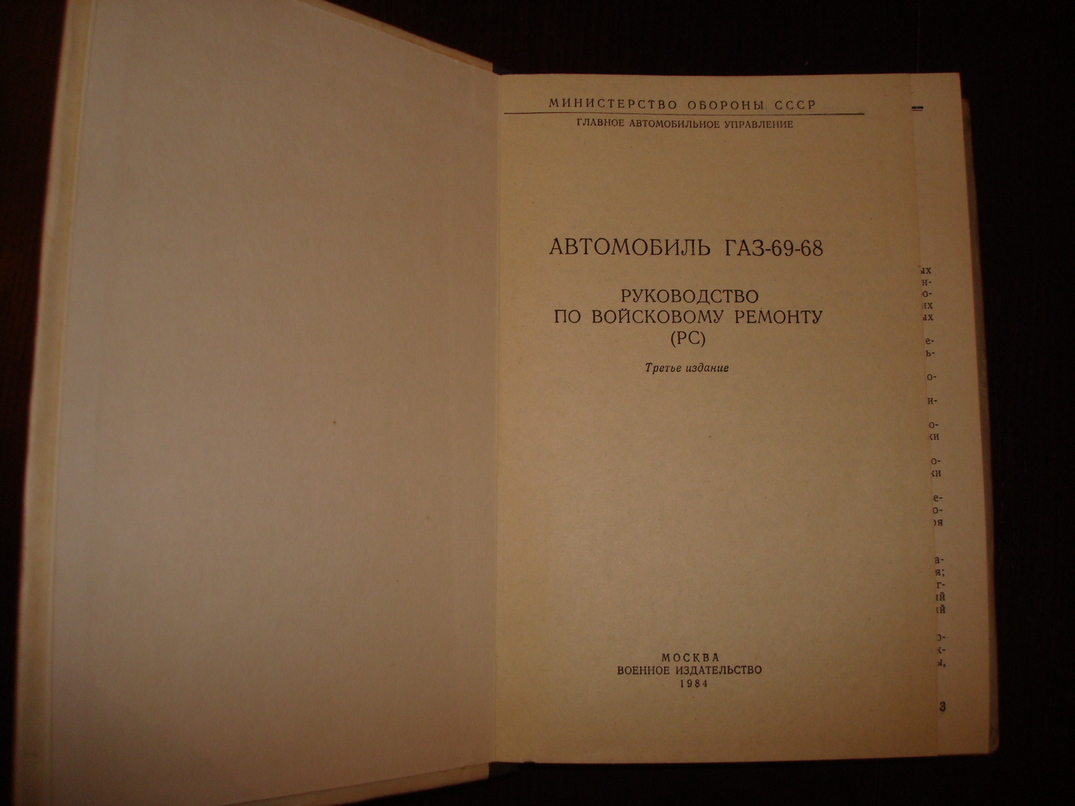 МИНИСТЕРСТВО ОБОРОНЫ СССР
ГЛАВНОЕ АВТОМОБИЛЬНОЕ УПРАВЛЕНИЕ
АВТОМОБИЛЬ ГАЗ-69-68
РУКОВОДСТВО
ПО ВОЙСКОВОМУ РЕМОНТУ
(РС)
Третье издание
МОСКВА
ВОЕННОЕ ИЗДАТЕЛЬСТВО
1984
3